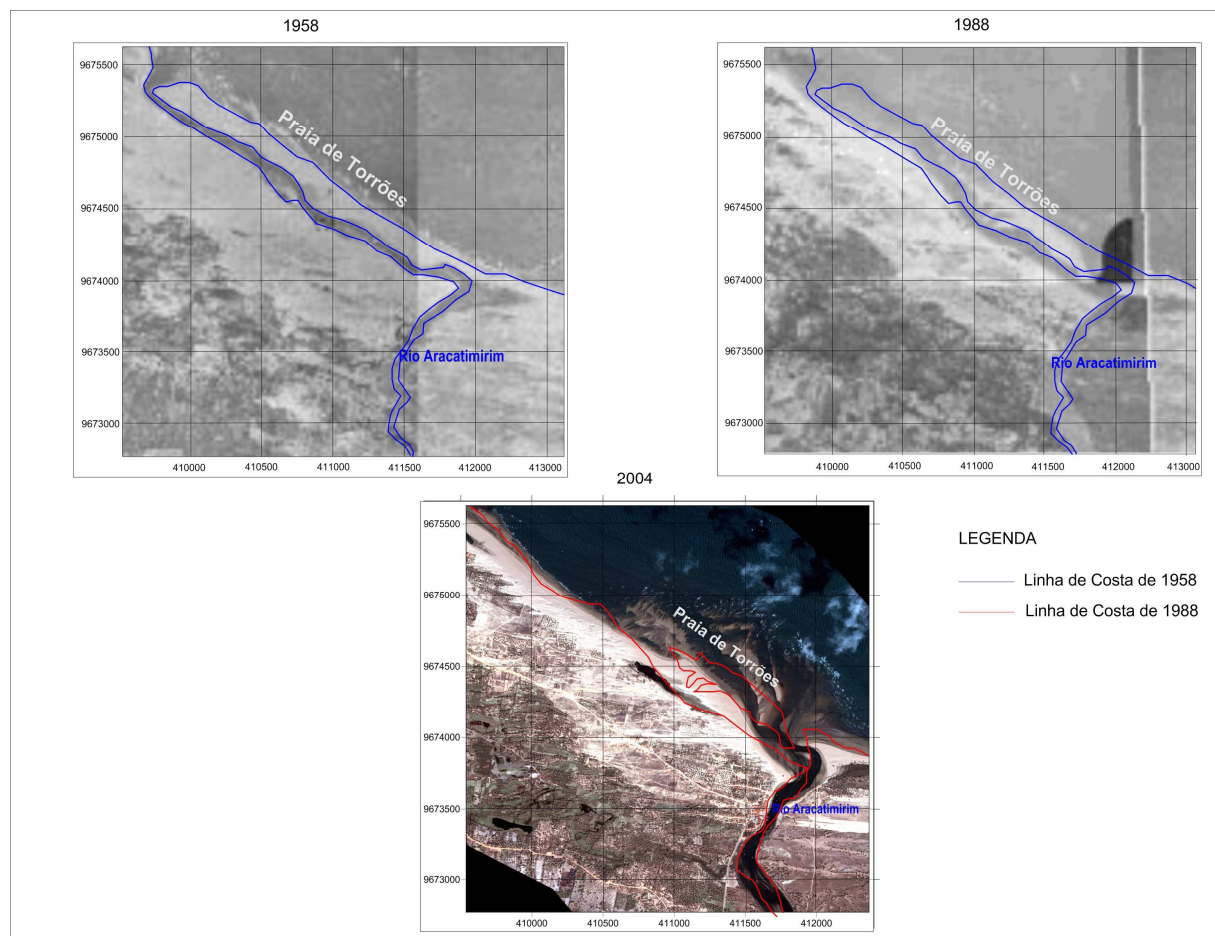 1958
9675500
9675000
9674500
9674000
9673500
9673000
410000 410500 411000 411500 412000 413000
Praia de Torrões
Rio Aracatimirim
1988
9675500
9675000
9674500
9674000
9673500
9673000
410000 410500 411000 411500 412000 413000
Praia de Torrões
Rio Aracatimirim
2004
9675500
9676000
9674500
9674000
9673500
9673000
410000 410500 411000 411500 412000
Praia de Torrões
Rio Aracatimirim
LEGENDA
Linha de Costa de 1958
Linha de Costa de 1988